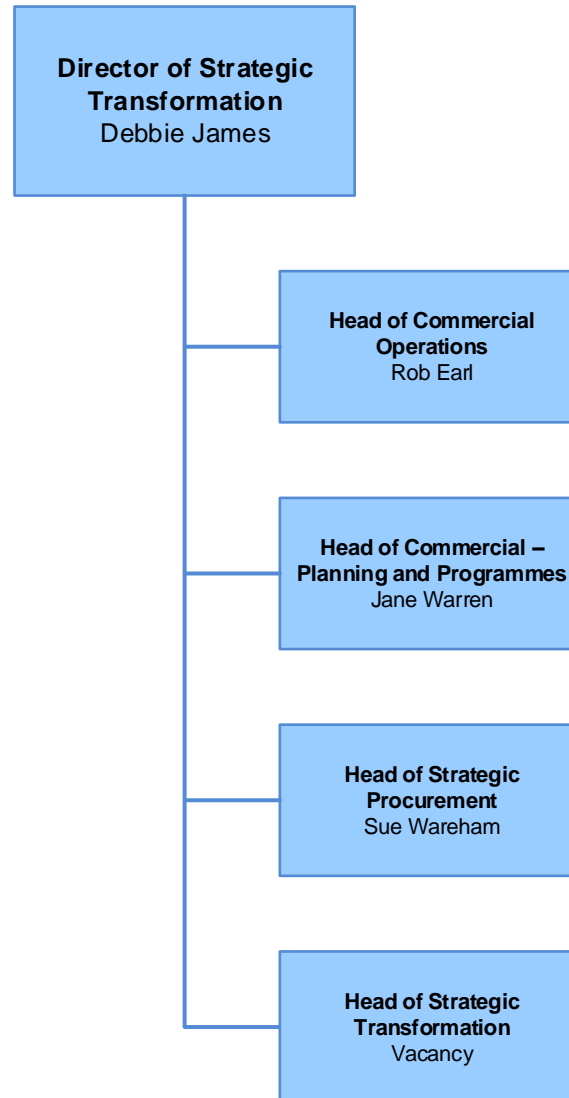 Director of Strategic
Transformation
Debbie James
Head of Commercial
Operations
Rob Earl
Head of Commercial –
Planning and Programmes
Jane Warren
Head of Strategic
Procurement
Sue Wareham
Head of Strategic
Transformation
Vacancy